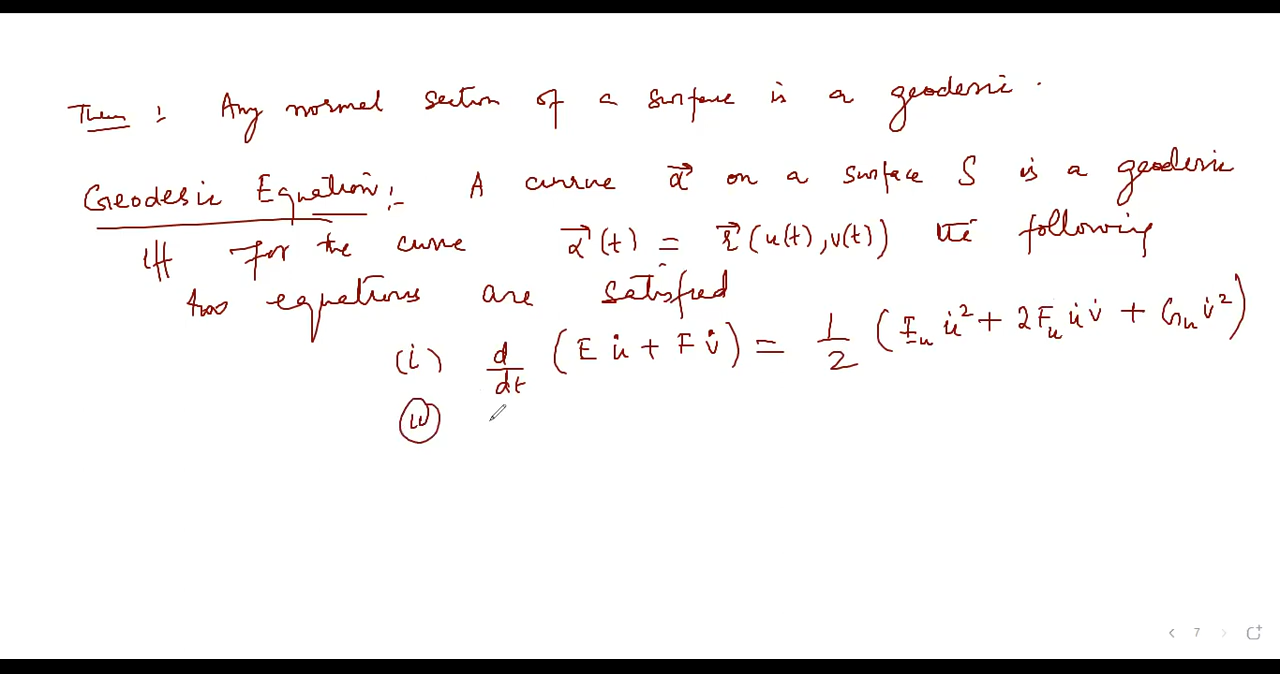 Thm : Any normal section of a surface is a geodesic.
Geodesic Equation :- A curve α⃗ on a surface S is a geodesic
iff for the curve α⃗(t) = r⃗(u(t), v(t)) the following
two equations are satisfied
(i) d/dt (E u̇ + F v̇) = 1/2 (E_u u̇² + 2F_u u̇ v̇ + G_u v̇²)
(ii)
7